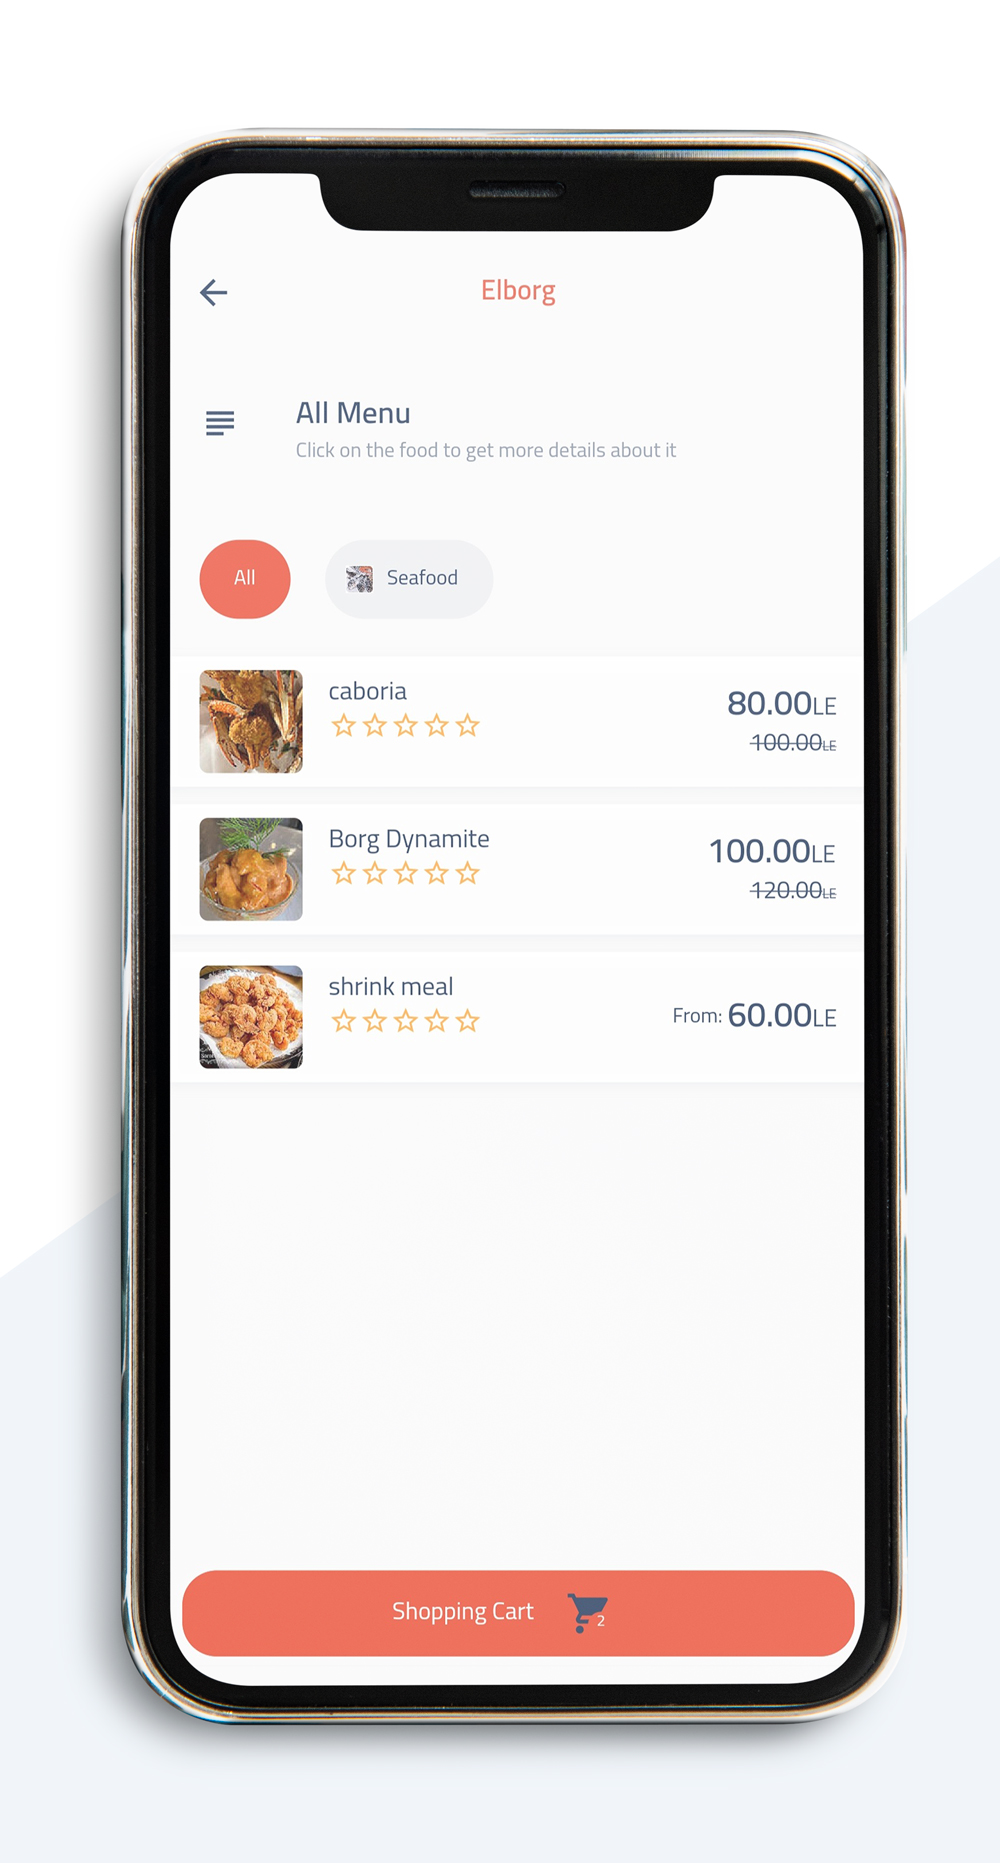 Elborg
All Menu
Click on the food to get more details about it
All
Seafood
caboria
80.00LE
100.00LE
Borg Dynamite
100.00LE
120.00LE
shrink meal
From: 60.00LE
Shopping Cart
2